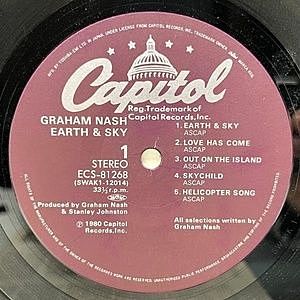 Capitol
Reg. Trademark of
Capitol Records, Inc.
GRAHAM NASH
EARTH & SKY
1
STEREO
ECS-81268
(SWAK1-12014)
33⅓ r.p.m.
Produced by Graham Nash
& Stanley Johnston
Ⓟ 1980 Capitol
Records, Inc.
1. EARTH & SKY
ASCAP
2. LOVE HAS COME
ASCAP
3. OUT ON THE ISLAND
ASCAP
4. SKYCHILD
ASCAP
5. HELICOPTER SONG
ASCAP
All selections written by
Graham Nash